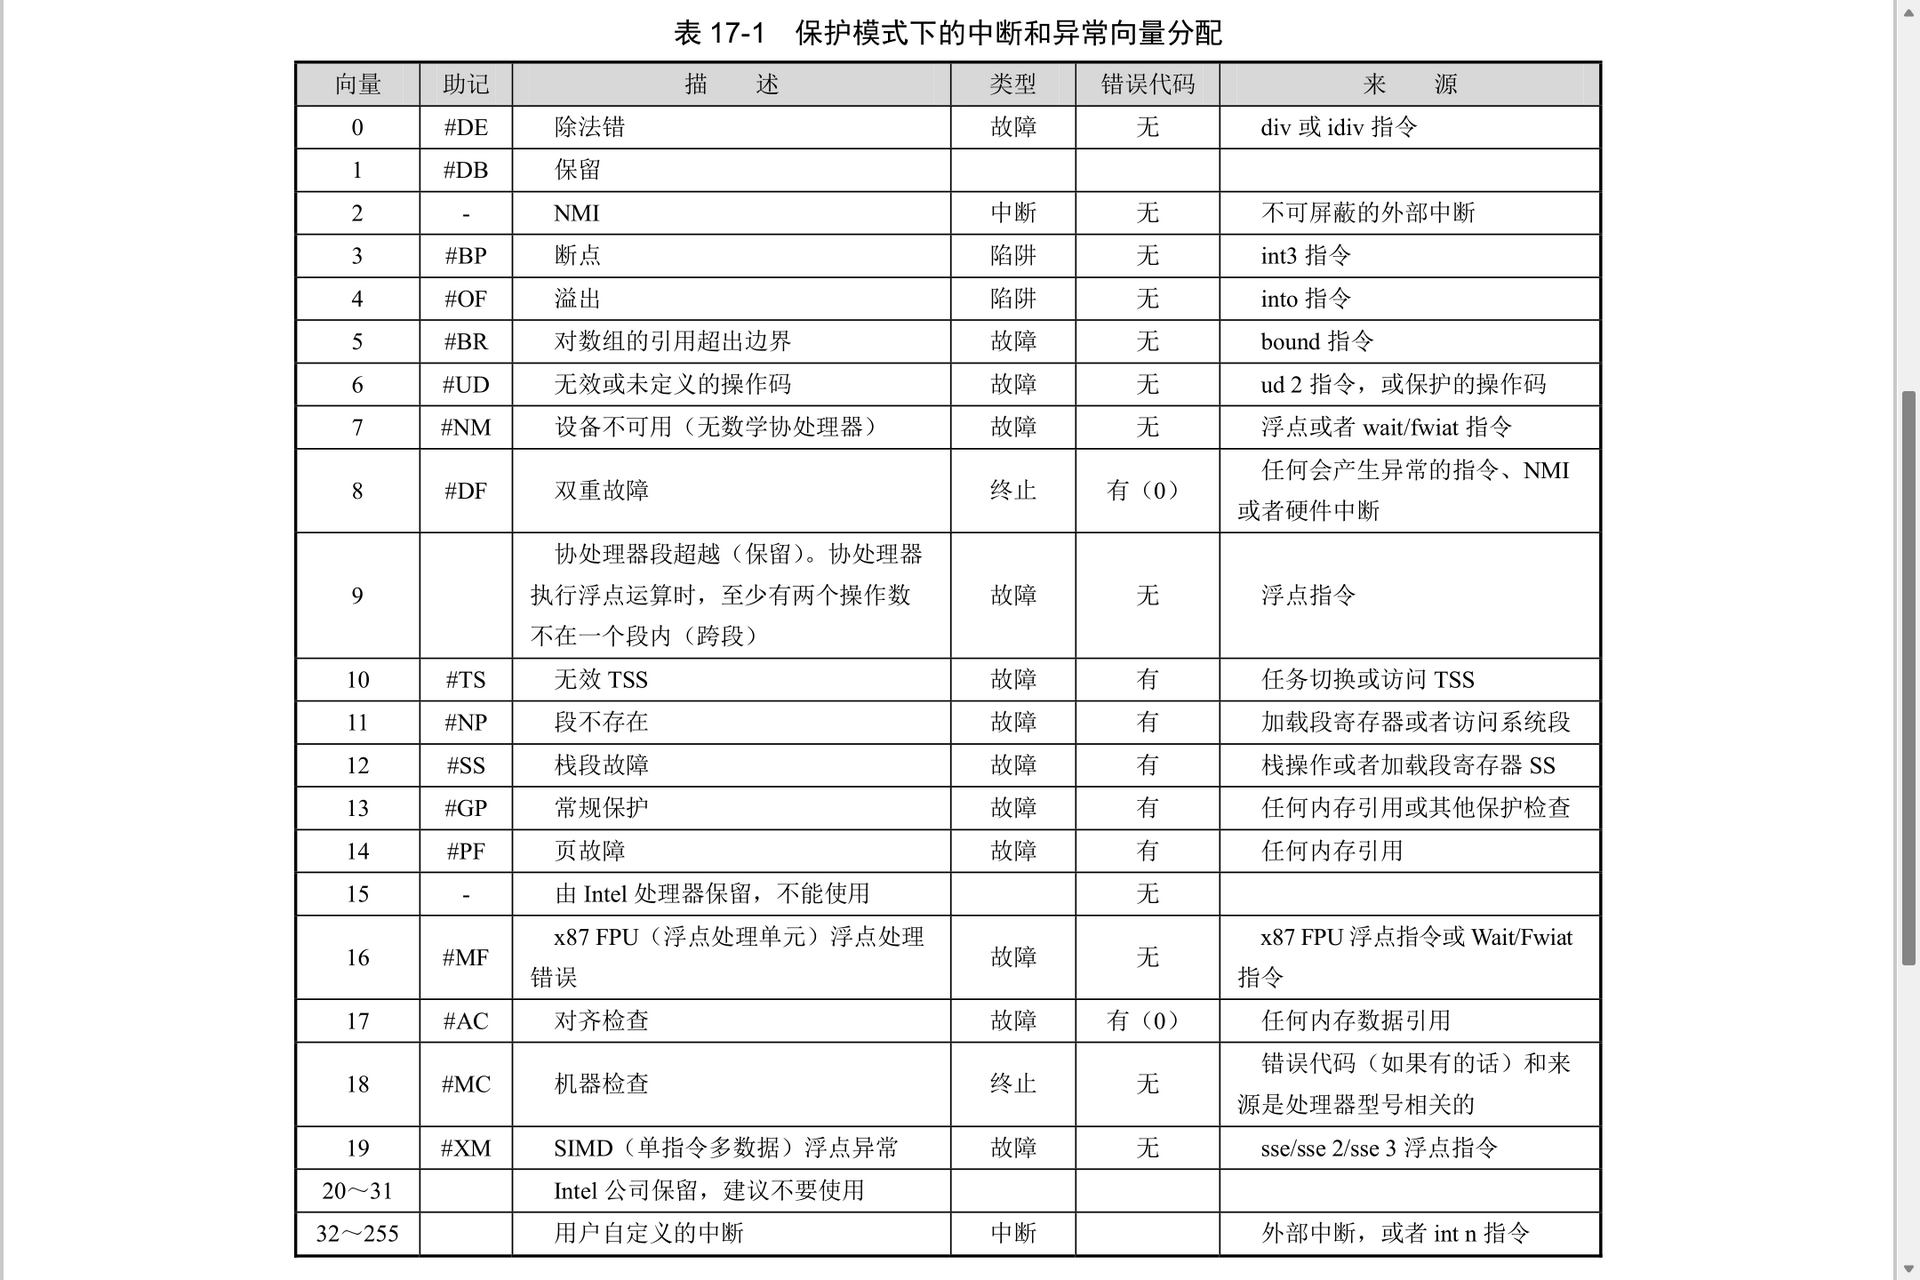 表 17-1 保护模式下的中断和异常向量分配
向量 助记 描 述 类型 错误代码 来 源
0 #DE 除法错 故障 无 div 或 idiv 指令
1 #DB 保留
2 - NMI 中断 无 不可屏蔽的外部中断
3 #BP 断点 陷阱 无 int3 指令
4 #OF 溢出 陷阱 无 into 指令
5 #BR 对数组的引用超出边界 故障 无 bound 指令
6 #UD 无效或未定义的操作码 故障 无 ud 2 指令，或保护的操作码
7 #NM 设备不可用（无数学协处理器） 故障 无 浮点或者 wait/fwiat 指令
8 #DF 双重故障 终止 有（0） 任何会产生异常的指令、NMI
或者硬件中断
9 协处理器段超越（保留）。协处理器
执行浮点运算时，至少有两个操作数
不在一个段内（跨段） 故障 无 浮点指令
10 #TS 无效 TSS 故障 有 任务切换或访问 TSS
11 #NP 段不存在 故障 有 加载段寄存器或者访问系统段
12 #SS 栈段故障 故障 有 栈操作或者加载段寄存器 SS
13 #GP 常规保护 故障 有 任何内存引用或其他保护检查
14 #PF 页故障 故障 有 任何内存引用
15 - 由 Intel 处理器保留，不能使用 无
16 #MF x87 FPU（浮点处理单元）浮点处理
错误 故障 无 x87 FPU 浮点指令或 Wait/Fwiat
指令
17 #AC 对齐检查 故障 有（0） 任何内存数据引用
18 #MC 机器检查 终止 无 错误代码（如果有的话）和来
源是处理器型号相关的
19 #XM SIMD（单指令多数据）浮点异常 故障 无 sse/sse 2/sse 3 浮点指令
20～31 Intel 公司保留，建议不要使用
32～255 用户自定义的中断 中断 外部中断，或者 int n 指令